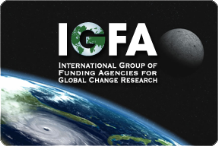 IGFA
INTERNATIONAL GROUP OF
FUNDING AGENCIES FOR
GLOBAL CHANGE RESEARCH